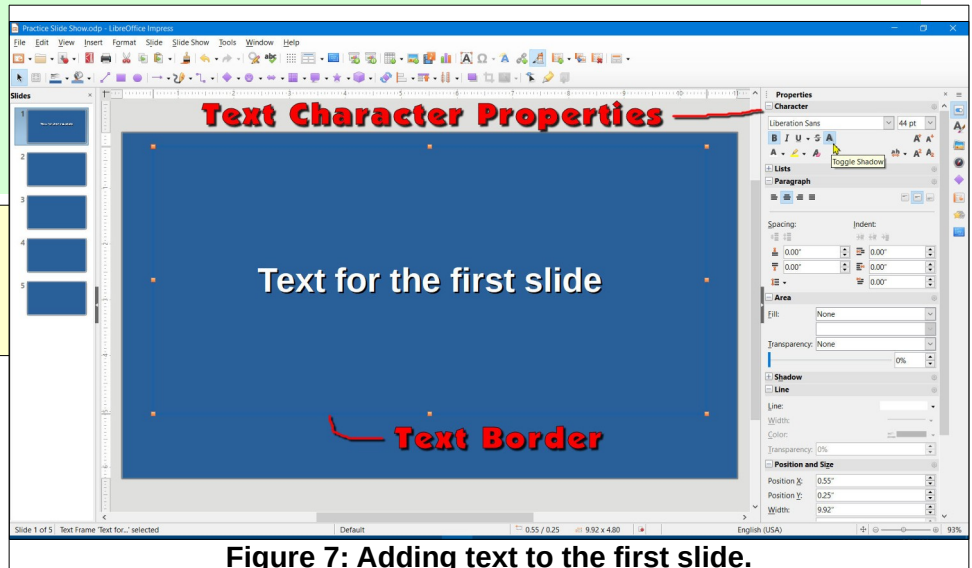 Practice Slide Show.odp - LibreOffice Impress
File Edit View Insert Format Slide Slide Show Tools Window Help
Slides
1
2
3
4
5
Text Character Properties
Text for the first slide
Text Border
Properties
Character
Liberation Sans 44 pt
Toggle Shadow
Lists
Paragraph
Spacing: Indent:
0.00" 0.00"
0.00" 0.00"
0.00"
Area
Fill: None
Transparency: None
0%
Shadow
Line
Line:
Width:
Color:
Transparency: 0%
Position and Size
Position X: 0.55"
Position Y: 0.25"
Width: 9.92"
Slide 1 of 5 Text Frame 'Text for...' selected Default 0.55 / 0.25 9.92 x 4.80 English (USA) 93%
Figure 7: Adding text to the first slide.